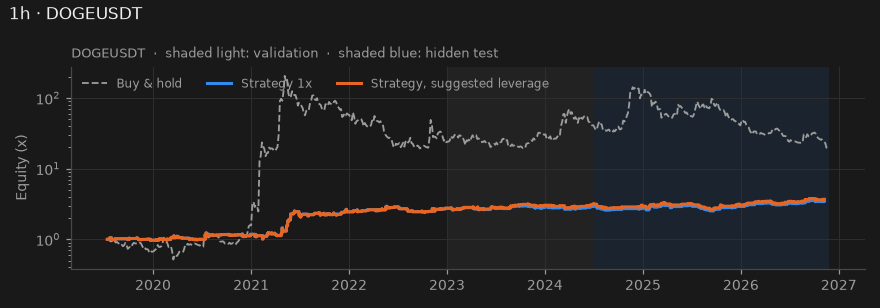 1h · DOGEUSDT
DOGEUSDT · shaded light: validation · shaded blue: hidden test
Buy & hold
Strategy 1x
Strategy, suggested leverage
Equity (x)
10²
10¹
10⁰
2020 2021 2022 2023 2024 2025 2026 2027